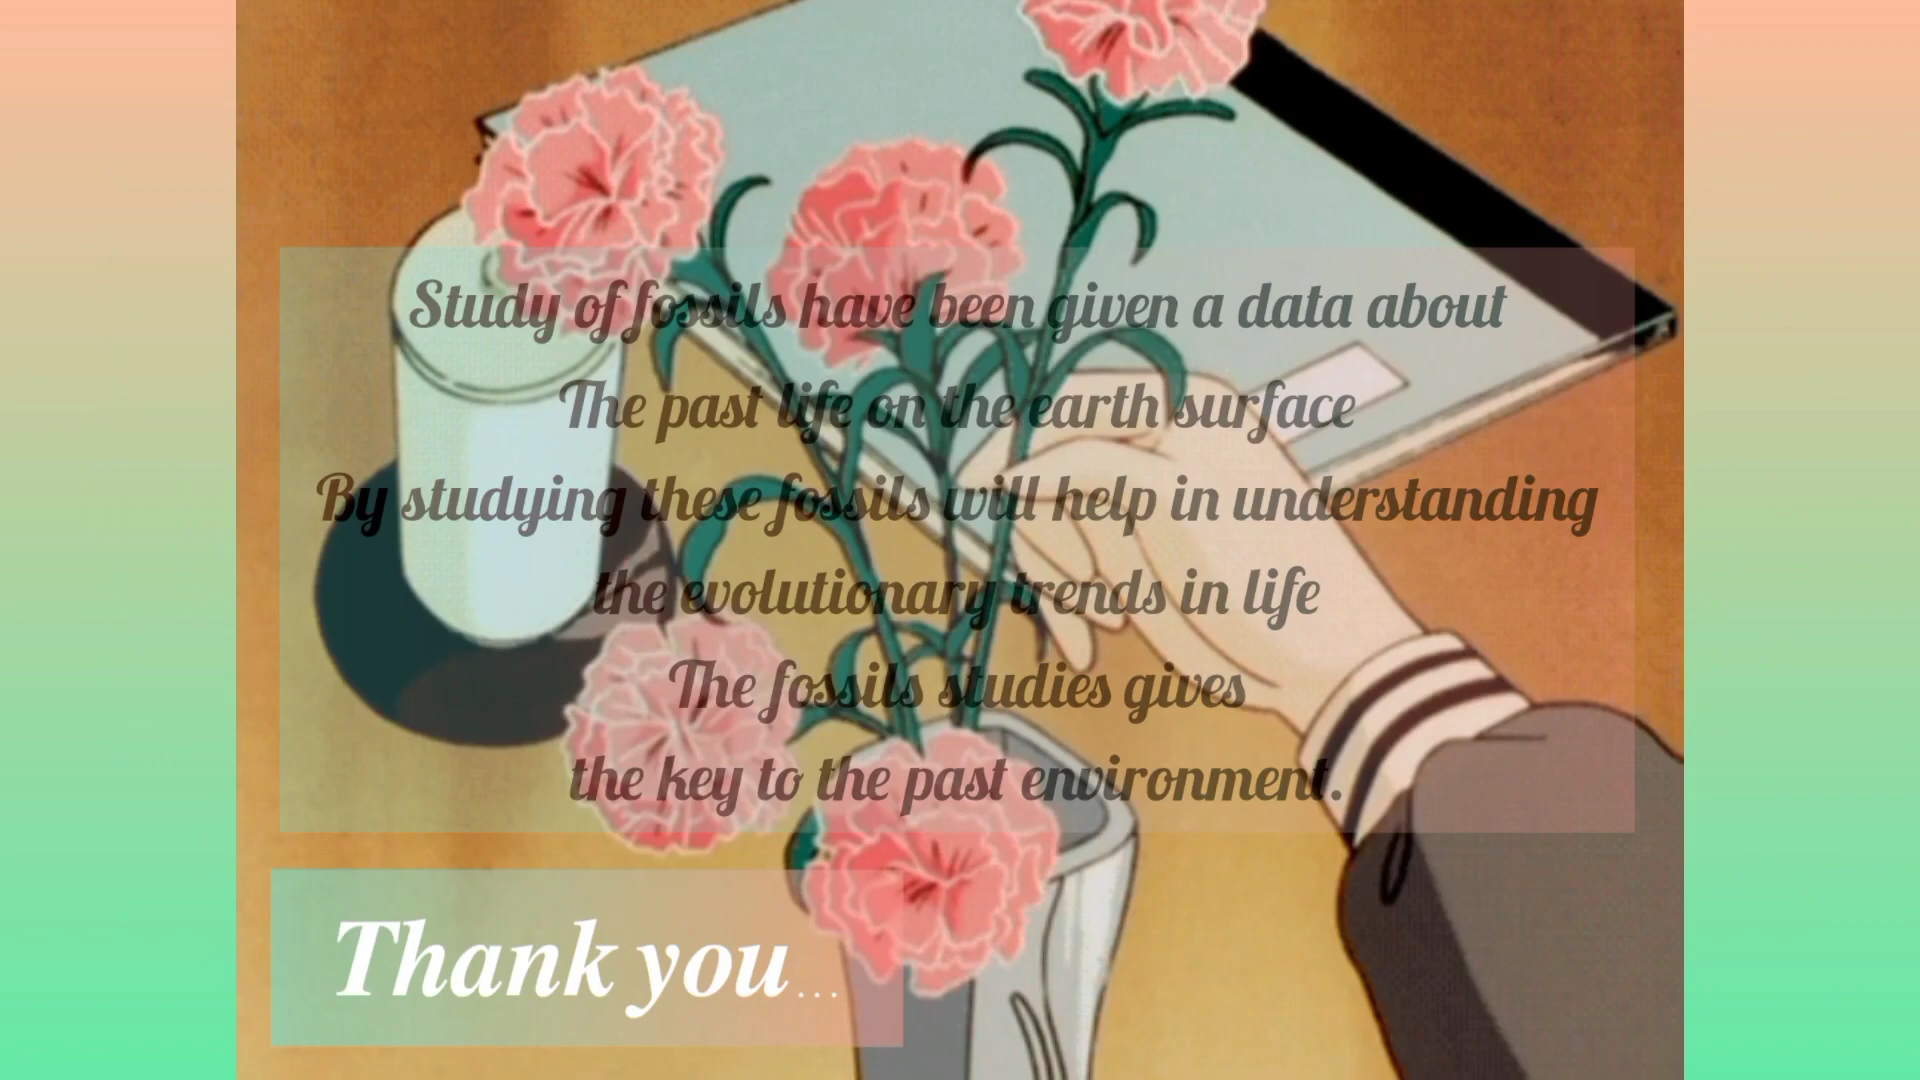 Study of fossils have been given a data about
The past life on the earth surface
By studying these fossils will help in understanding
the evolutionary trends in life
The fossils studies gives
the key to the past environment.
Thank you...